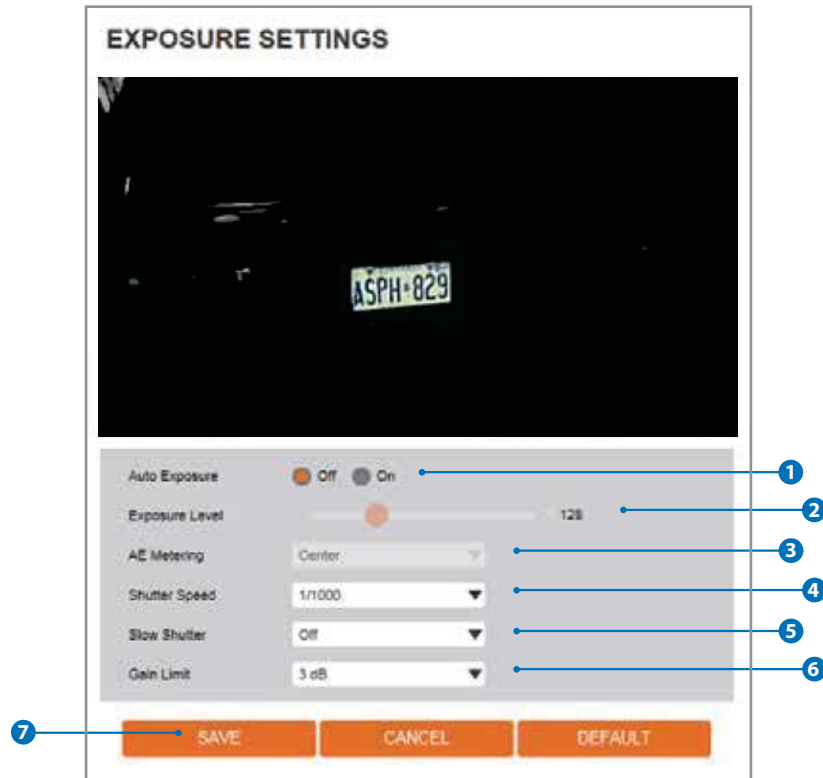 EXPOSURE SETTINGS
ASPH 829
Auto Exposure Off On 1
Exposure Level 128 2
AE Metering Center 3
Shutter Speed 1/1000 4
Slow Shutter Off 5
Gain Limit 3 dB 6
7 SAVE CANCEL DEFAULT